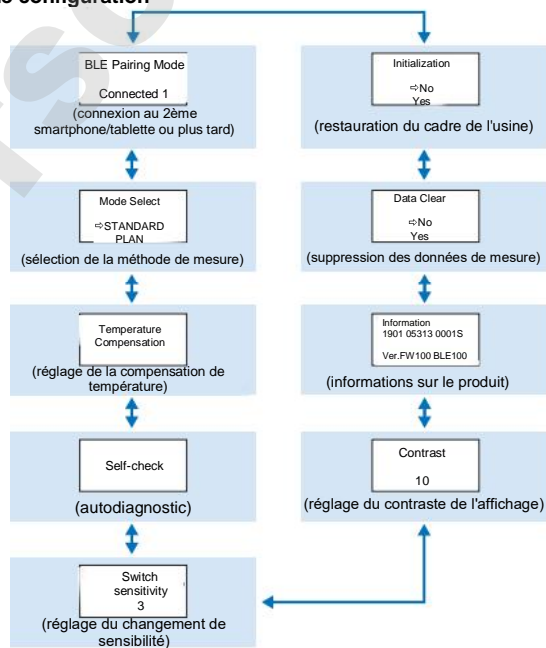 BLE Pairing Mode
Connected 1
(connexion au 2ème
smartphone/tablette ou plus tard)
Mode Select
⇨STANDARD
PLAN
(sélection de la méthode de mesure)
Temperature
Compensation
(réglage de la compensation de
température)
Self-check
(autodiagnostic)
Switch
sensitivity
3
(réglage du changement de
sensibilité)
Initialization
⇨No
Yes
(restauration du cadre de l'usine)
Data Clear
⇨No
Yes
(suppression des données de mesure)
Information
1901 05313 0001S
Ver.FW100 BLE100
(informations sur le produit)
Contrast
10
(réglage du contraste de l'affichage)